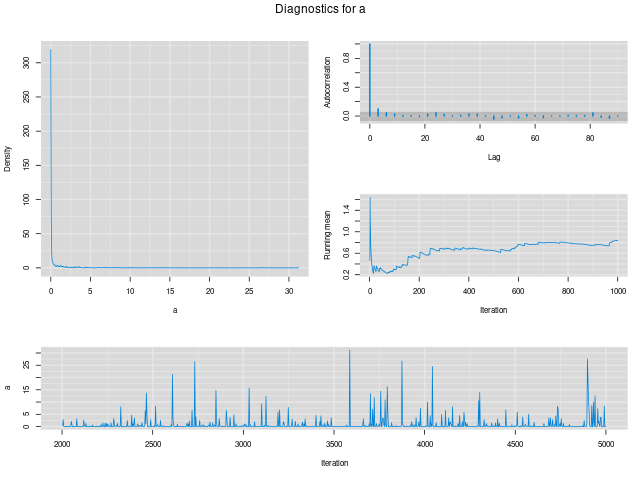 Diagnostics for a
Density
0 50 100 150 200 250 300
0 5 10 15 20 25 30
a
Autocorrelation
0.0 0.4 0.8
0 20 40 60 80
Lag
Running mean
0.2 0.6 1.0 1.4
0 200 400 600 800 1000
Iteration
a
0 5 15 25
2000 2500 3000 3500 4000 4500 5000
Iteration